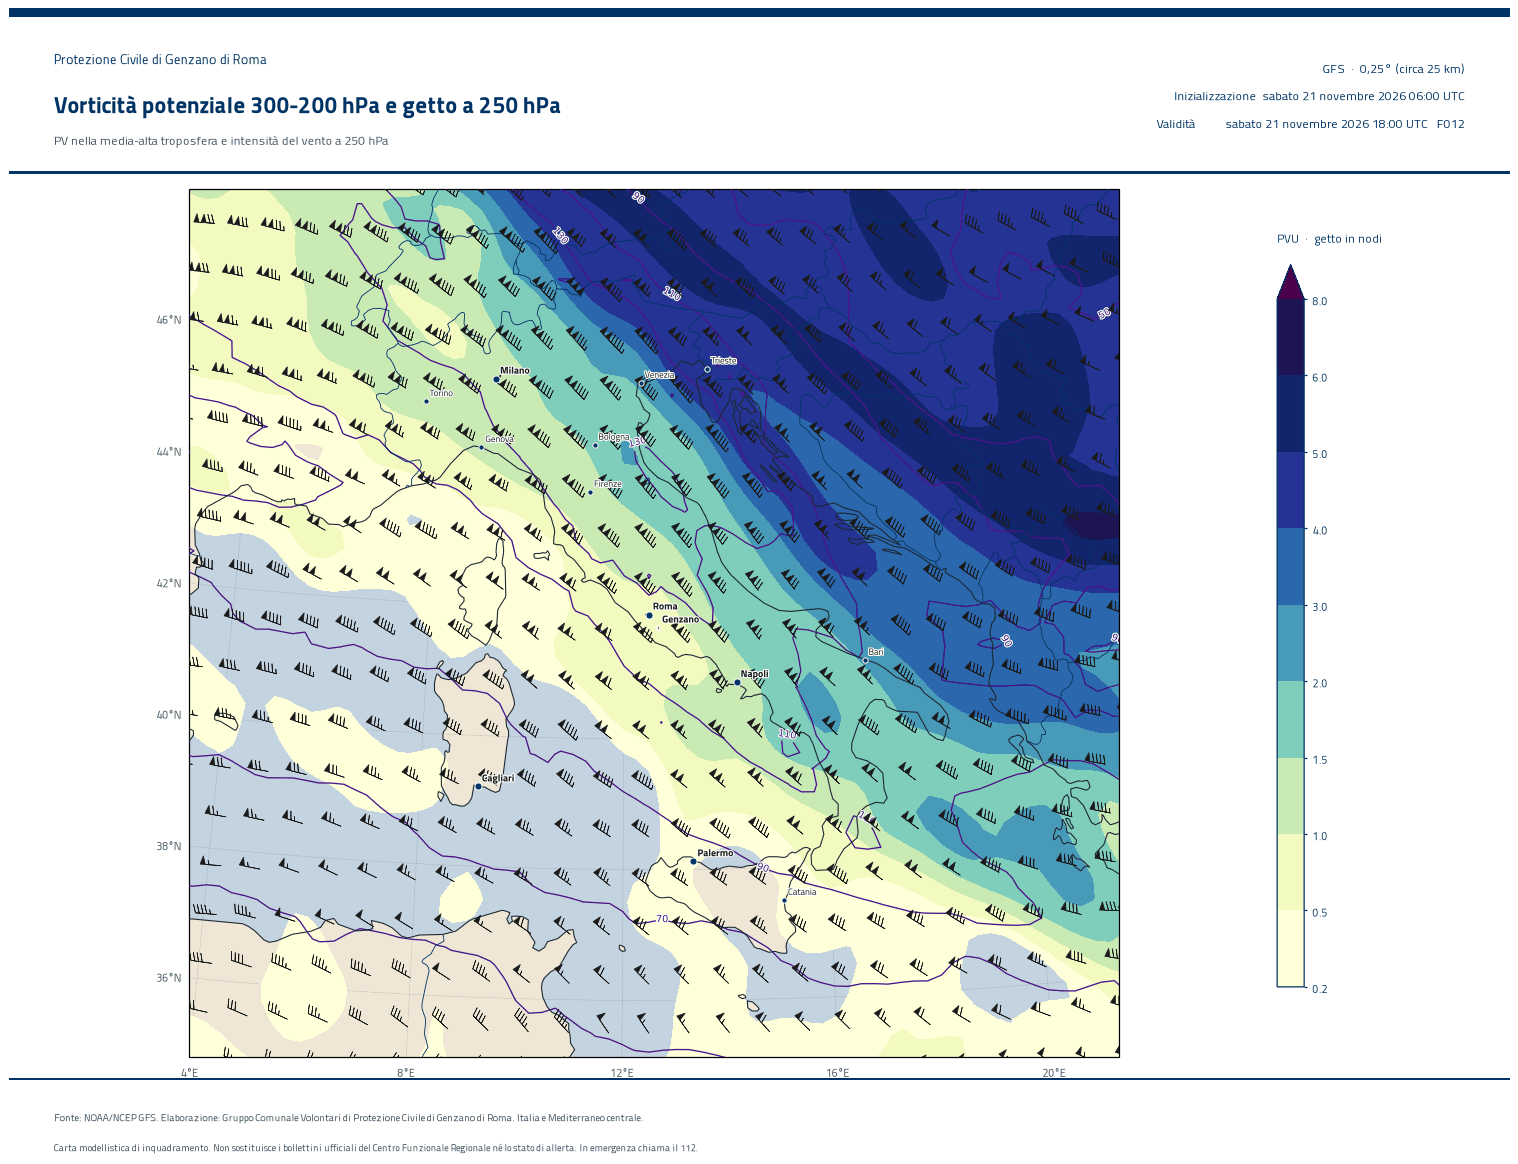 Protezione Civile di Genzano di Roma
Vorticità potenziale 300-200 hPa e getto a 250 hPa
PV nella media-alta troposfera e intensità del vento a 250 hPa
GFS · 0,25° (circa 25 km)
Inizializzazione sabato 21 novembre 2026 06:00 UTC
Validità sabato 21 novembre 2026 18:00 UTC F012
PVU · getto in nodi
8.0
6.0
5.0
4.0
3.0
2.0
1.5
1.0
0.5
0.2
90
130
110
50
46°N
Trieste
Venezia
Milano
Torino
44°N
Genova
Bologna
130
Firenze
42°N
Roma
Genzano
90
Bari
Napoli
40°N
110
Cagliari
38°N
Palermo
90
Catania
70
36°N
4°E
8°E
12°E
16°E
20°E
Fonte: NOAA/NCEP GFS. Elaborazione: Gruppo Comunale Volontari di Protezione Civile di Genzano di Roma. Italia e Mediterraneo centrale.
Carta modellistica di inquadramento. Non sostituisce i bollettini ufficiali del Centro Funzionale Regionale né lo stato di allerta. In emergenza chiama il 112.